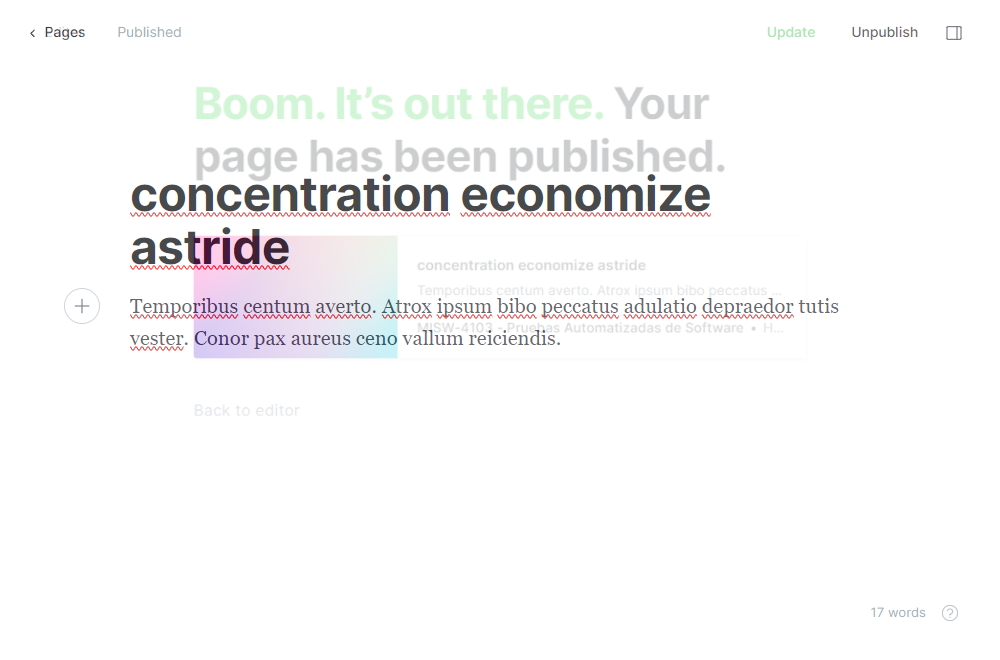 Pages
Published
Update
Unpublish
Boom. It's out there. Your
page has been published.
concentration economize
astride
concentration economize astride
Temporibus centum averto. Atrox ipsum bibo peccatus ...
Temporibus centum averto. Atrox ipsum bibo peccatus adulatio depraedor tutis
MISW-4103 - Pruebas Automatizadas de Software • H...
vester. Conor pax aureus ceno vallum reiciendis.
Back to editor
17 words